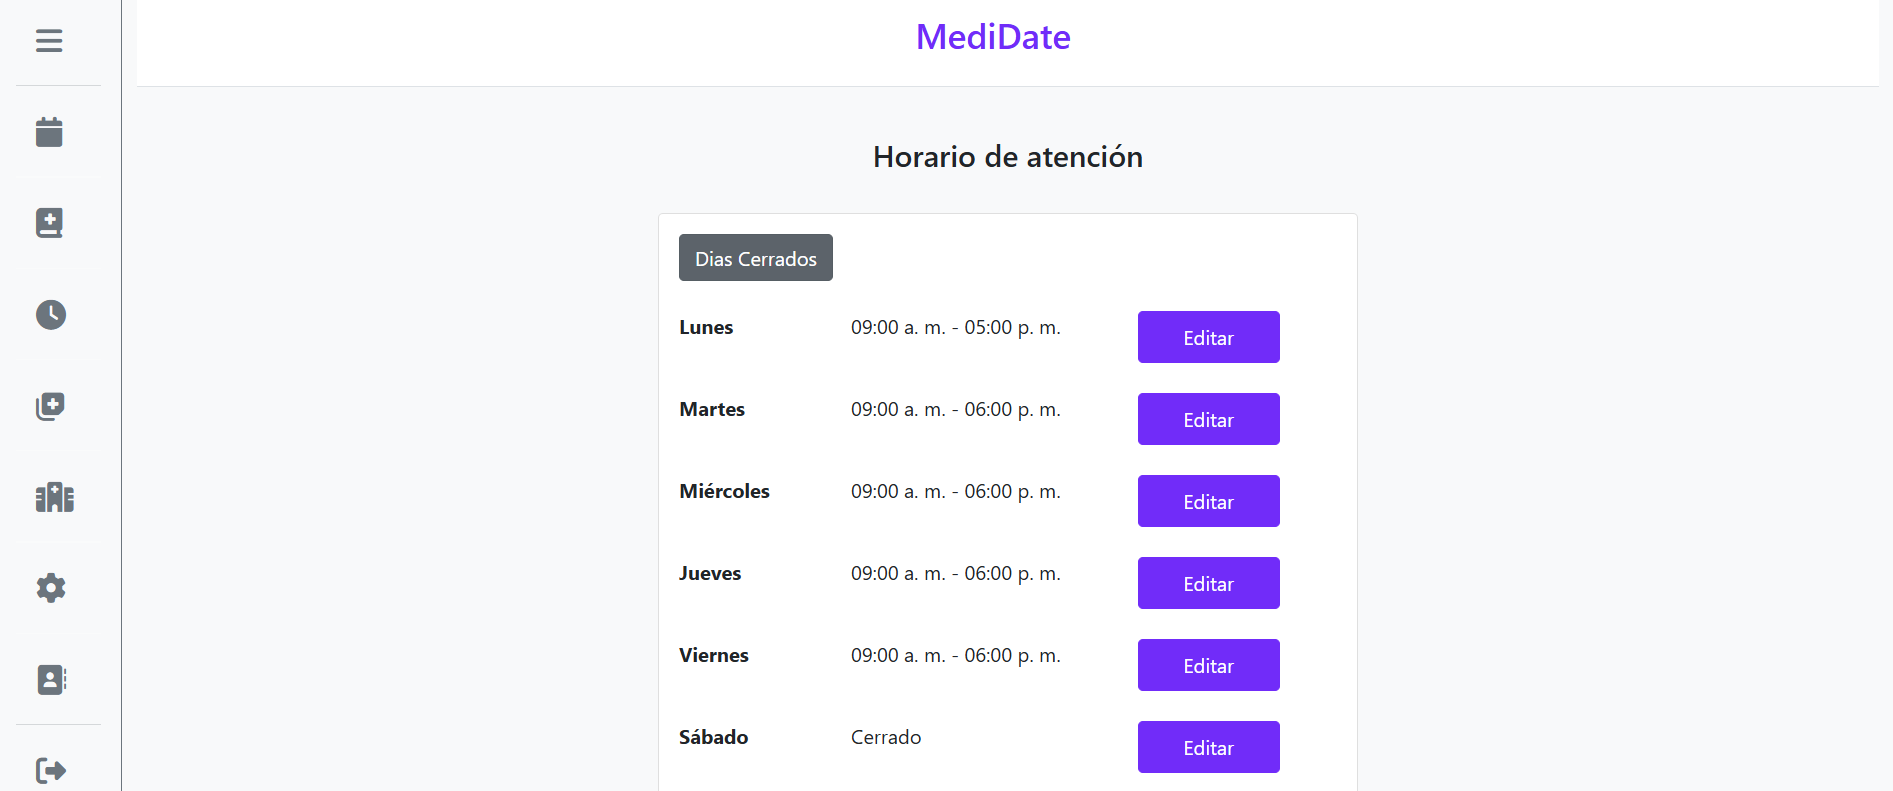 MediDate
Horario de atención
Dias Cerrados
Lunes 09:00 a. m. - 05:00 p. m. Editar
Martes 09:00 a. m. - 06:00 p. m. Editar
Miércoles 09:00 a. m. - 06:00 p. m. Editar
Jueves 09:00 a. m. - 06:00 p. m. Editar
Viernes 09:00 a. m. - 06:00 p. m. Editar
Sábado Cerrado Editar